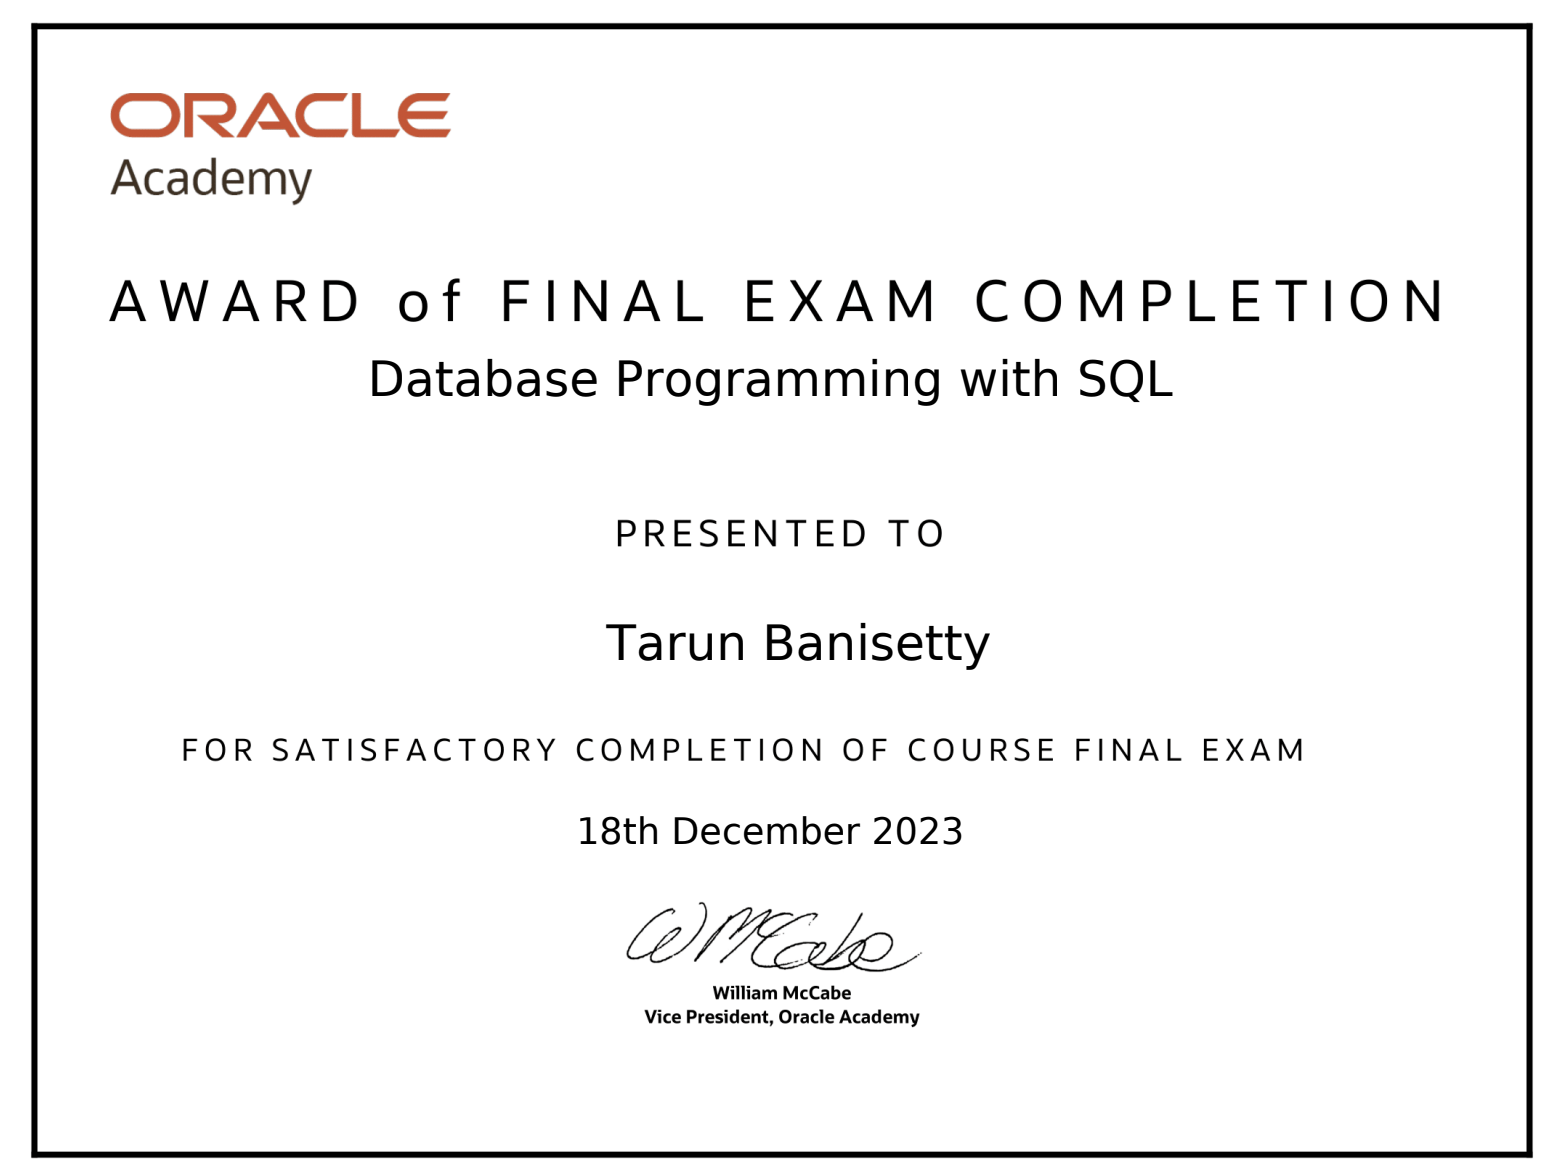 ORACLE
Academy
AWARD of FINAL EXAM COMPLETION
Database Programming with SQL
PRESENTED TO
Tarun Banisetty
FOR SATISFACTORY COMPLETION OF COURSE FINAL EXAM
18th December 2023
W McCabe
William McCabe
Vice President, Oracle Academy